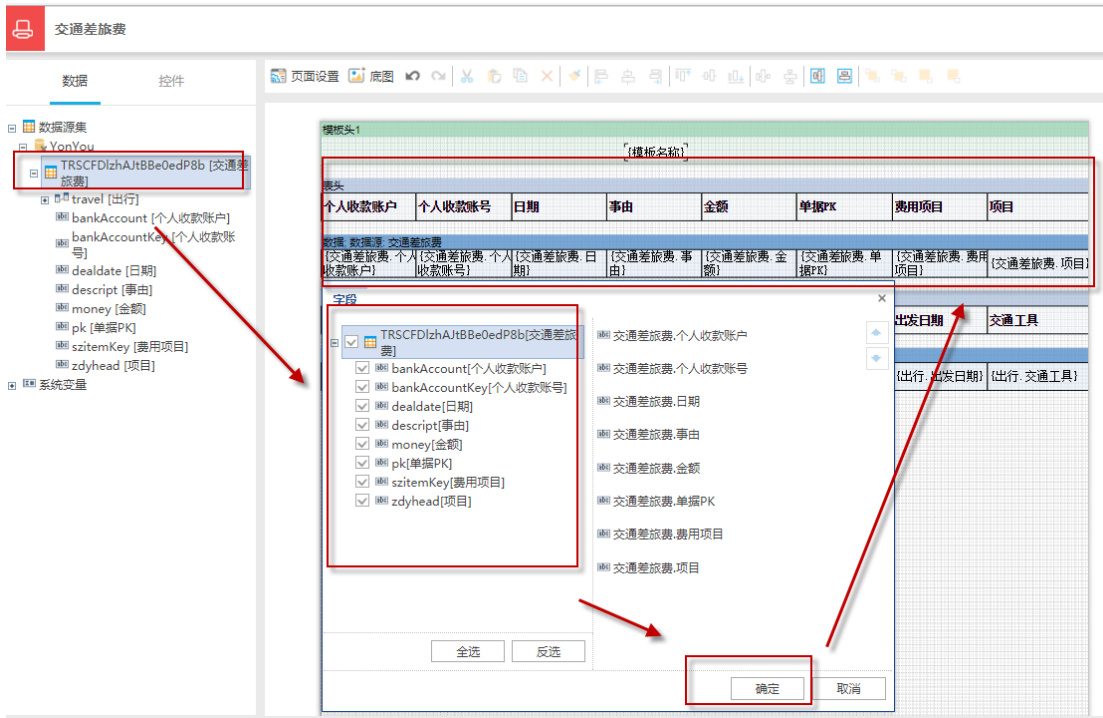 交通差旅费
数据
控件
页面设置
底图
数据源集
YonYou
TRSCFDlzhAJtBBe0edP8b [交通差
旅费]
travel [出行]
bankAccount [个人收款账户]
bankAccountKey [个人收款账
号]
dealdate [日期]
descript [事由]
money [金额]
pk [单据PK]
szitemKey [费用项目]
zdyhead [项目]
系统变量
模板头1
{模板名称}
表头
个人收款账户
个人收款账号
日期
事由
金额
单据PK
费用项目
项目
数据; 数据源: 交通差旅费
{交通差旅费.个人
收款账户}
{交通差旅费.个人
收款账号}
{交通差旅费.日
期}
{交通差旅费.事
由}
{交通差旅费.金
额}
{交通差旅费.单
据PK}
{交通差旅费.费用
项目}
{交通差旅费.项目}
出发日期
交通工具
{出行.出发日期}
{出行.交通工具}
字段
×
TRSCFDlzhAJtBBe0edP8b[交通差旅
费]
bankAccount[个人收款账户]
bankAccountKey[个人收款账号]
dealdate[日期]
descript[事由]
money[金额]
pk[单据PK]
szitemKey[费用项目]
zdyhead[项目]
交通差旅费.个人收款账户
交通差旅费.个人收款账号
交通差旅费.日期
交通差旅费.事由
交通差旅费.金额
交通差旅费.单据PK
交通差旅费.费用项目
交通差旅费.项目
全选
反选
确定
取消